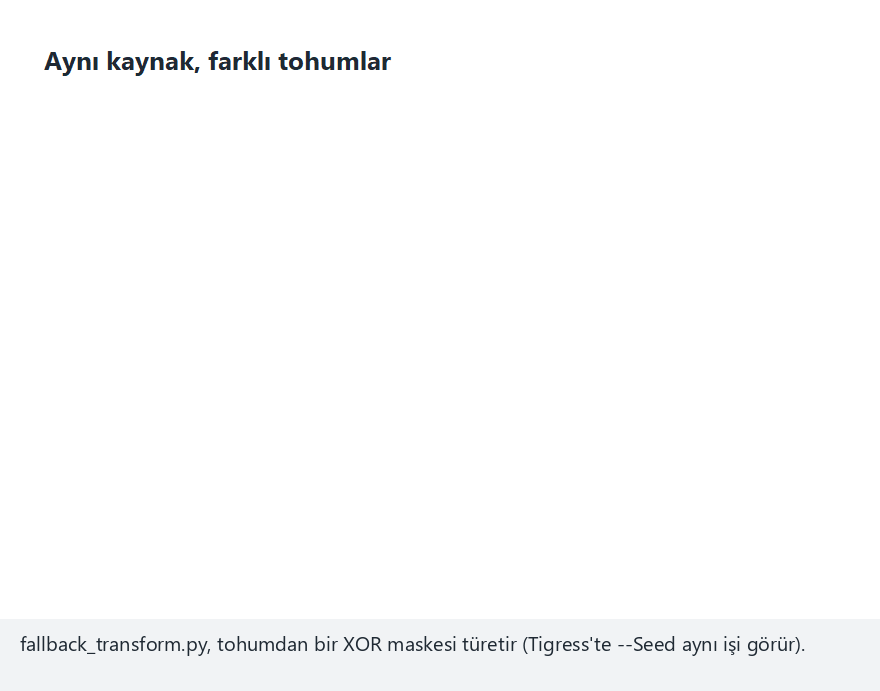 Aynı kaynak, farklı tohumlar
fallback_transform.py, tohumdan bir XOR maskesi türetir (Tigress'te --Seed aynı işi görür).